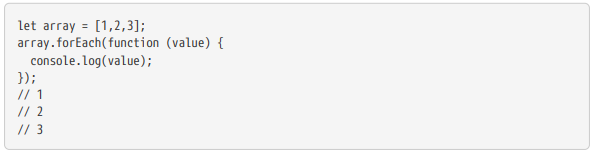 let array = [1,2,3];
array.forEach(function (value) {
  console.log(value);
});
// 1
// 2
// 3